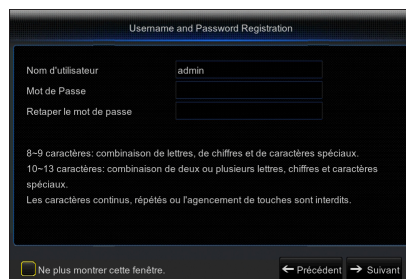 Username and Password Registration
Nom d'utilisateur admin
Mot de Passe
Retaper le mot de passe
8~9 caractères: combinaison de lettres, de chiffres et de caractères spéciaux.
10~13 caractères: combinaison de deux ou plusieurs lettres, chiffres et caractères
spéciaux.
Les caractères continus, répétés ou l'agencement de touches sont interdits.
Ne plus montrer cette fenêtre. ← Précédent → Suivant